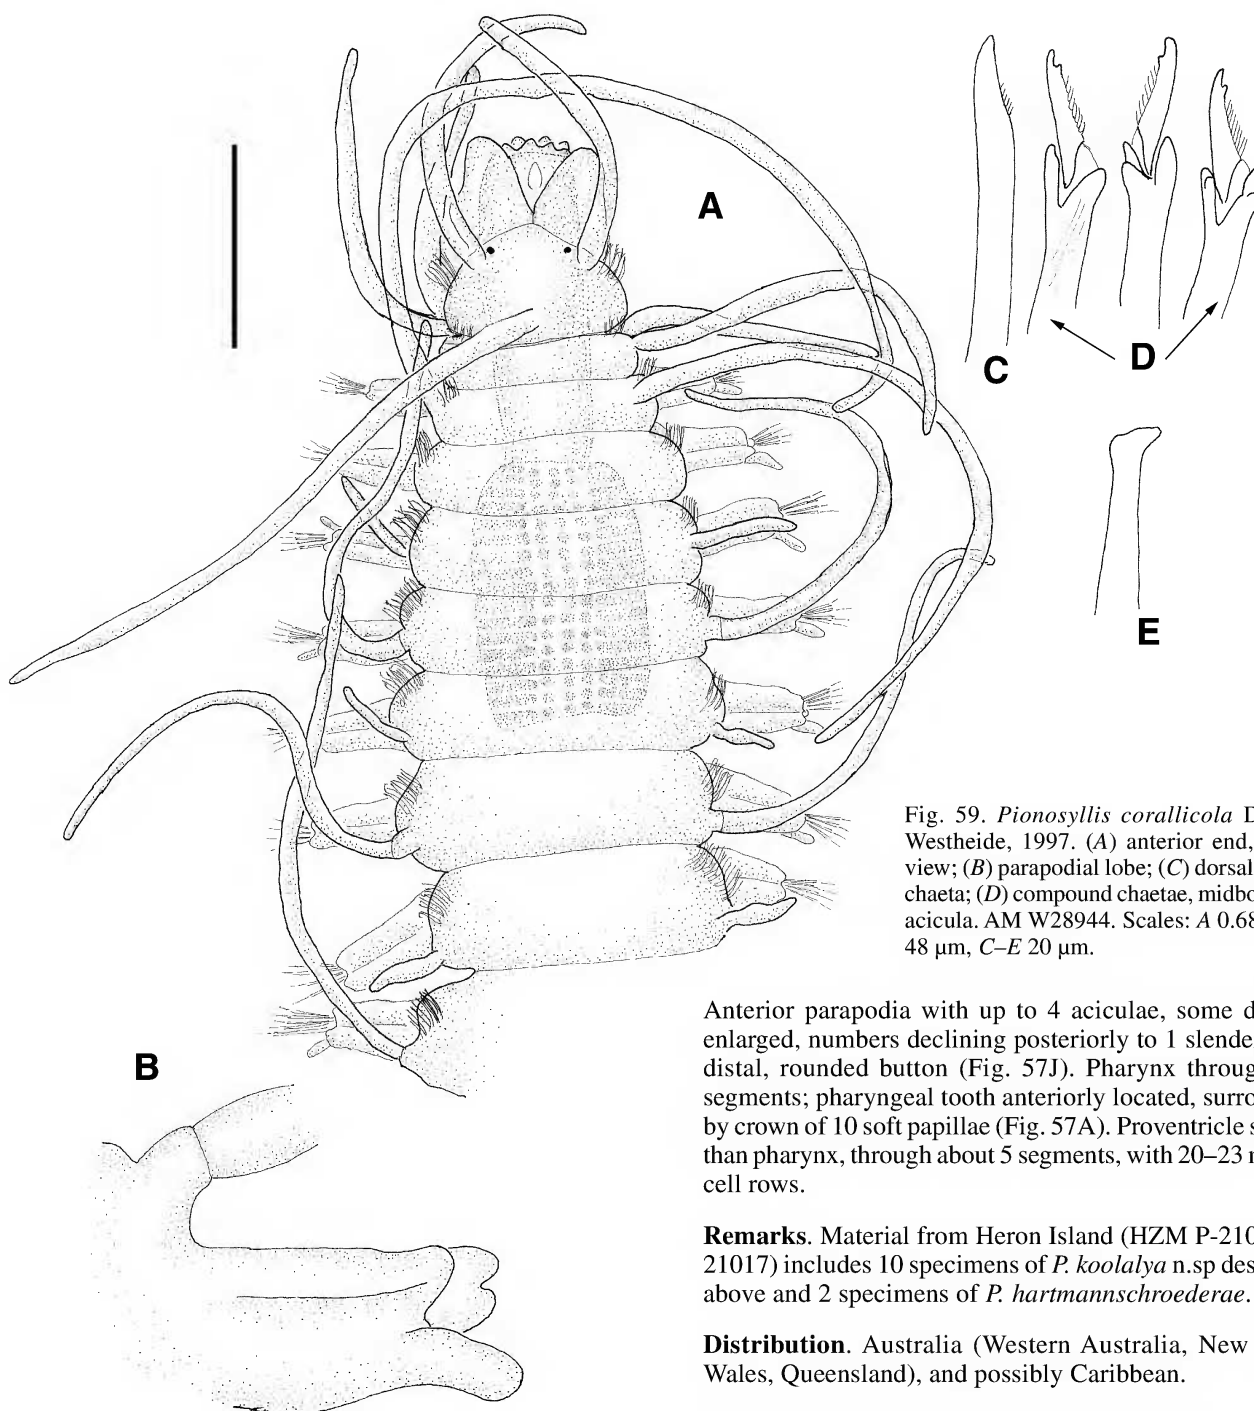 A
C
D
E
B
Fig. 59. Pionosyllis corallicola D
Westheide, 1997. (A) anterior end,
view; (B) parapodial lobe; (C) dorsal
chaeta; (D) compound chaetae, midbo
acicula. AM W28944. Scales: A 0.68
48 µm, C–E 20 µm.
Anterior parapodia with up to 4 aciculae, some d
enlarged, numbers declining posteriorly to 1 slende
distal, rounded button (Fig. 57J). Pharynx throug
segments; pharyngeal tooth anteriorly located, surro
by crown of 10 soft papillae (Fig. 57A). Proventricle s
than pharynx, through about 5 segments, with 20–23 r
cell rows.
Remarks. Material from Heron Island (HZM P-210
21017) includes 10 specimens of P. koolalya n.sp des
above and 2 specimens of P. hartmannschroederae.
Distribution. Australia (Western Australia, New
Wales, Queensland), and possibly Caribbean.